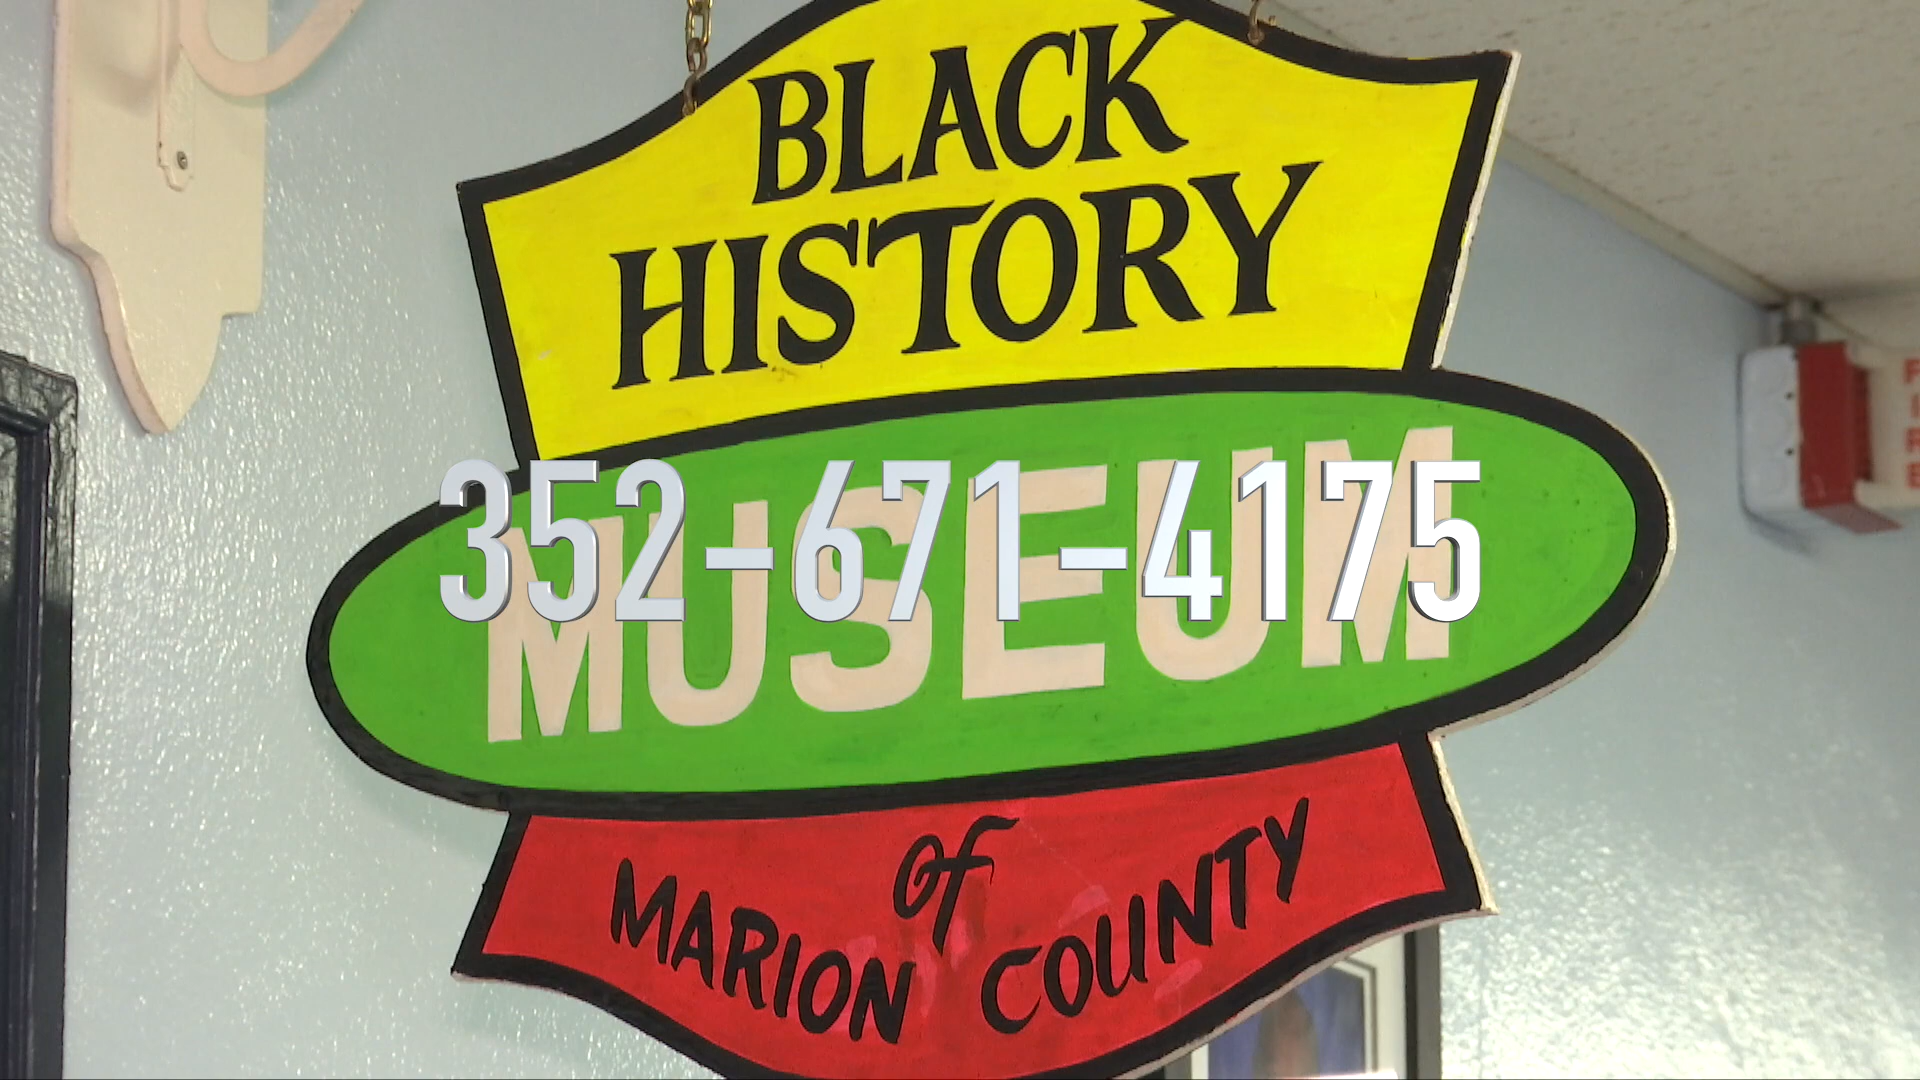 BLACK
HISTORY
MUSEUM
352-671-4175
of
MARION COUNTY